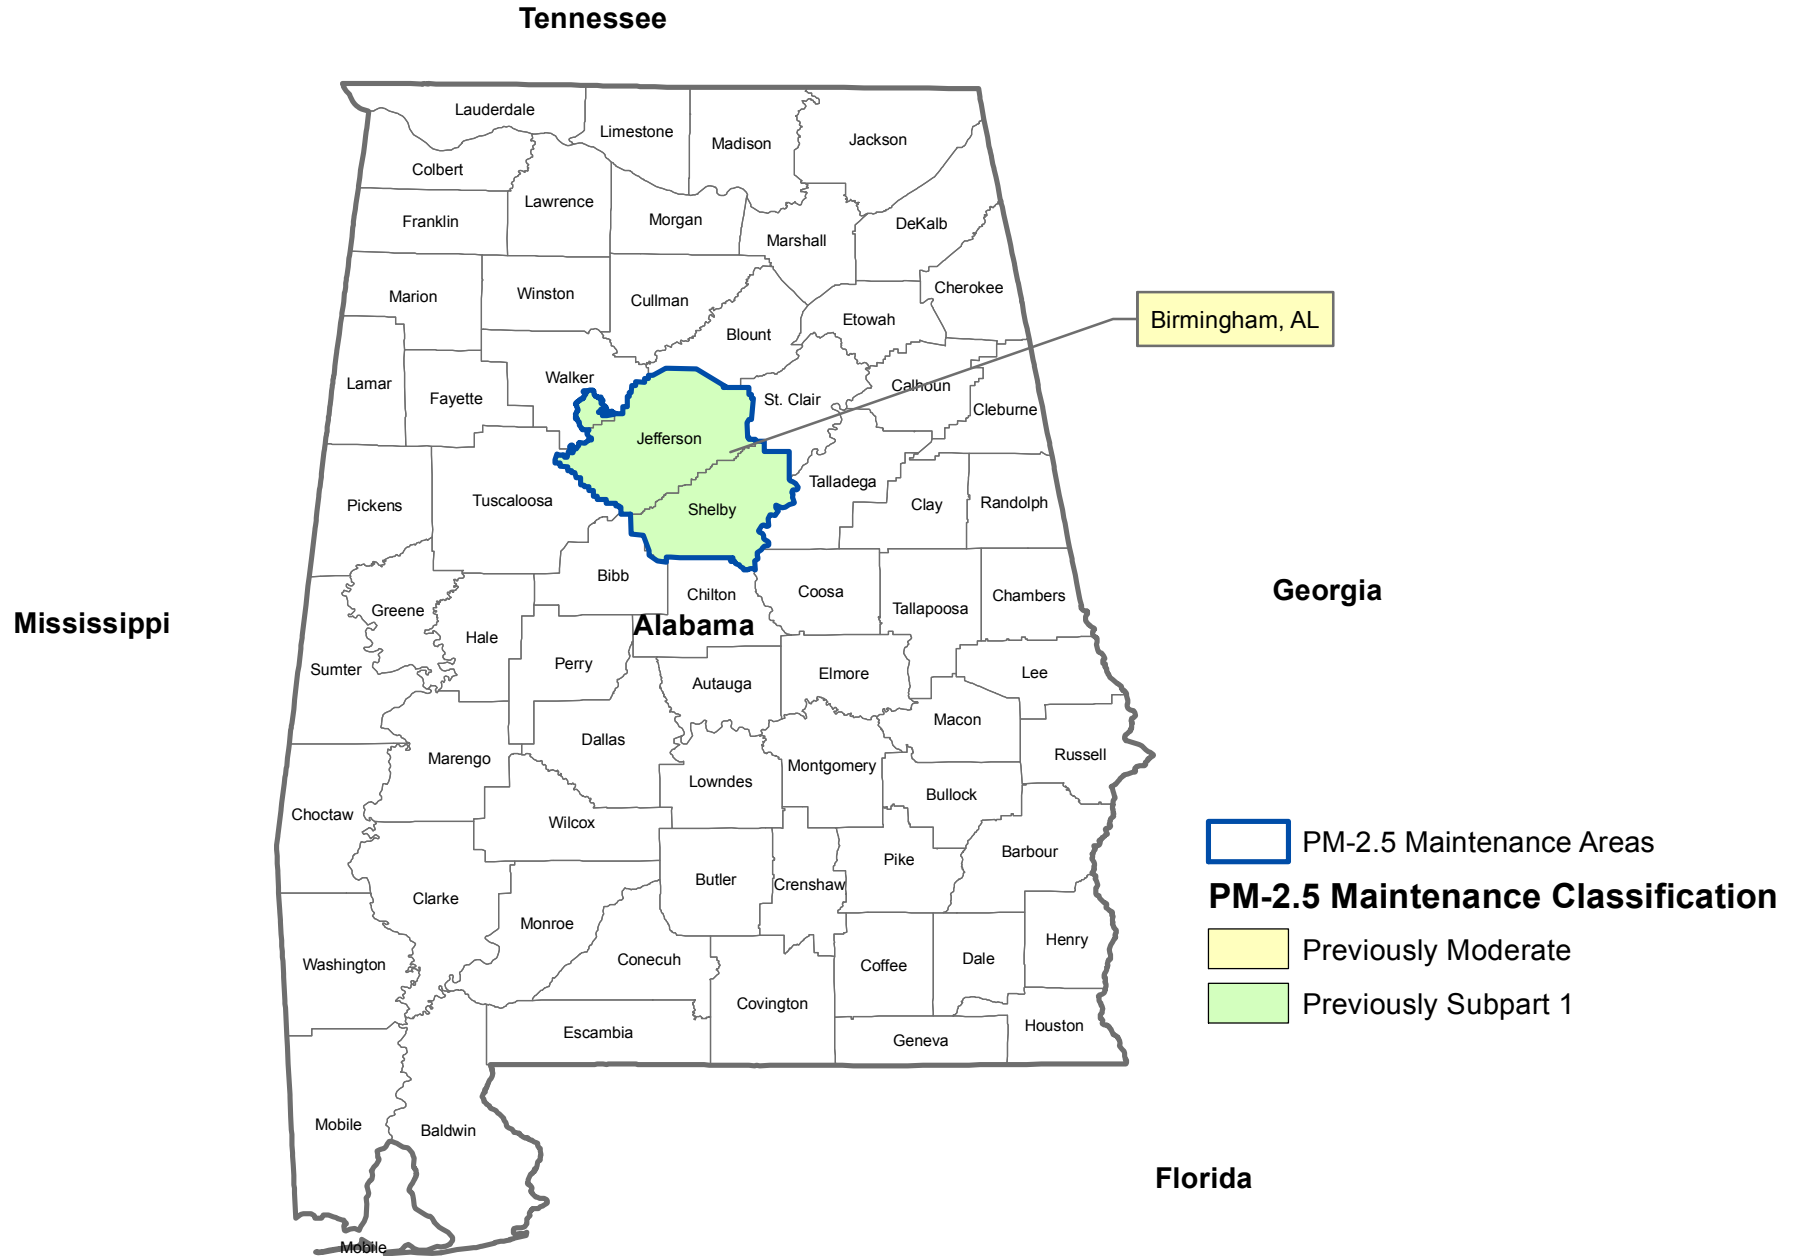 Tennessee
Lauderdale
Limestone
Madison
Jackson
Colbert
Lawrence
Franklin
Morgan
DeKalb
Marshall
Cherokee
Marion
Winston
Cullman
Etowah
Birmingham, AL
Blount
Walker
Lamar
Calhoun
Fayette
St. Clair
Cleburne
Jefferson
Talladega
Tuscaloosa
Pickens
Shelby
Clay
Randolph
Bibb
Georgia
Chilton
Coosa
Chambers
Greene
Tallapoosa
Mississippi
Alabama
Hale
Perry
Sumter
Elmore
Lee
Autauga
Macon
Dallas
Marengo
Montgomery
Russell
Lowndes
Bullock
Choctaw
Wilcox
PM-2.5 Maintenance Areas
Barbour
Pike
Butler
Crenshaw
Clarke
PM-2.5 Maintenance Classification
Monroe
Henry
Previously Moderate
Conecuh
Dale
Washington
Coffee
Covington
Previously Subpart 1
Houston
Escambia
Geneva
Mobile
Baldwin
Florida
Mobile